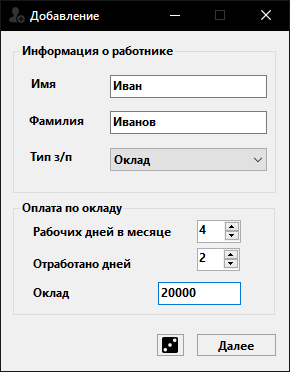 Добавление
Информация о работнике
Имя Иван
Фамилия Иванов
Тип з/п Оклад
Оплата по окладу
Рабочих дней в месяце 4
Отработано дней 2
Оклад 20000
Далее